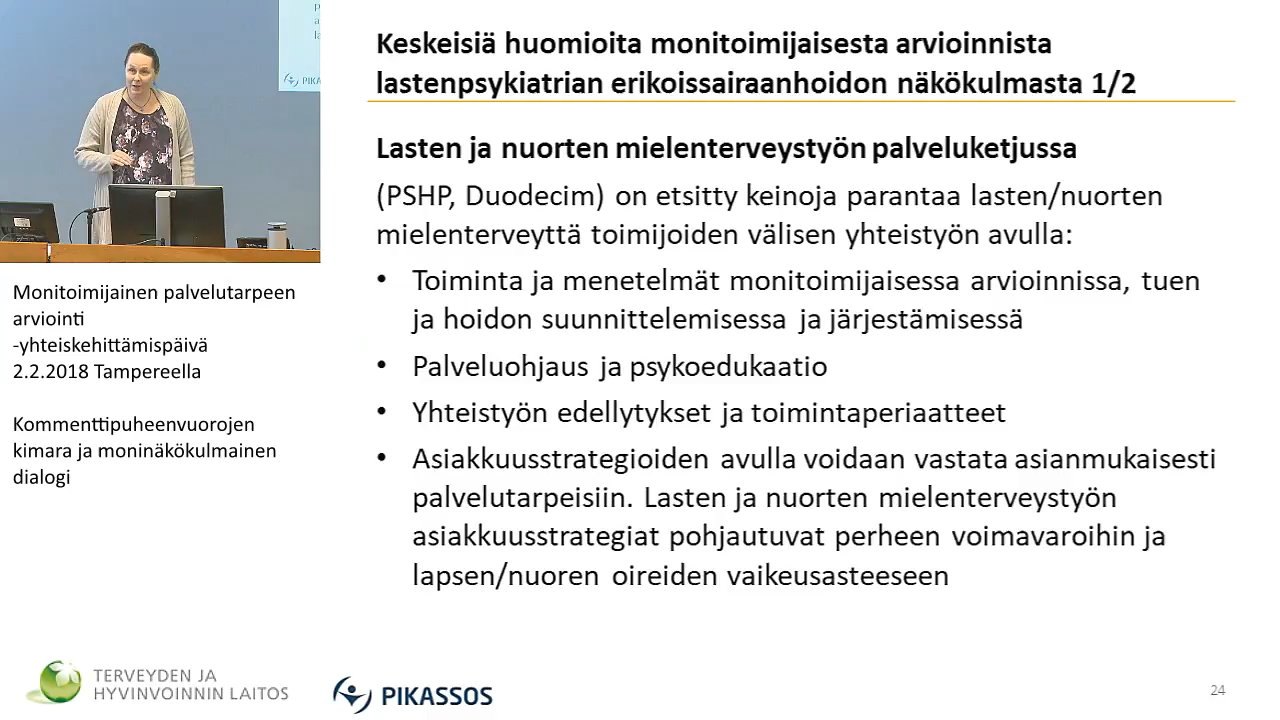 Keskeisiä huomioita monitoimijaisesta arvioinnista
lastenpsykiatrian erikoissairaanhoidon näkökulmasta 1/2
Lasten ja nuorten mielenterveystyön palveluketjussa
(PSHP, Duodecim) on etsitty keinoja parantaa lasten/nuorten
mielenterveyttä toimijoiden välisen yhteistyön avulla:
• Toiminta ja menetelmät monitoimijaisessa arvioinnissa, tuen
ja hoidon suunnittelemisessa ja järjestämisessä
• Palveluohjaus ja psykoedukaatio
• Yhteistyön edellytykset ja toimintaperiaatteet
• Asiakkuusstrategioiden avulla voidaan vastata asianmukaisesti
palvelutarpeisiin. Lasten ja nuorten mielenterveystyön
asiakkuusstrategiat pohjautuvat perheen voimavaroihin ja
lapsen/nuoren oireiden vaikeusasteeseen
Monitoimijainen palvelutarpeen
arviointi
-yhteiskehittämispäivä
2.2.2018 Tampereella
Kommenttipuheenvuorojen
kimara ja moninäkökulmainen
dialogi
TERVEYDEN JA
HYVINVOINNIN LAITOS
PIKASSOS
24